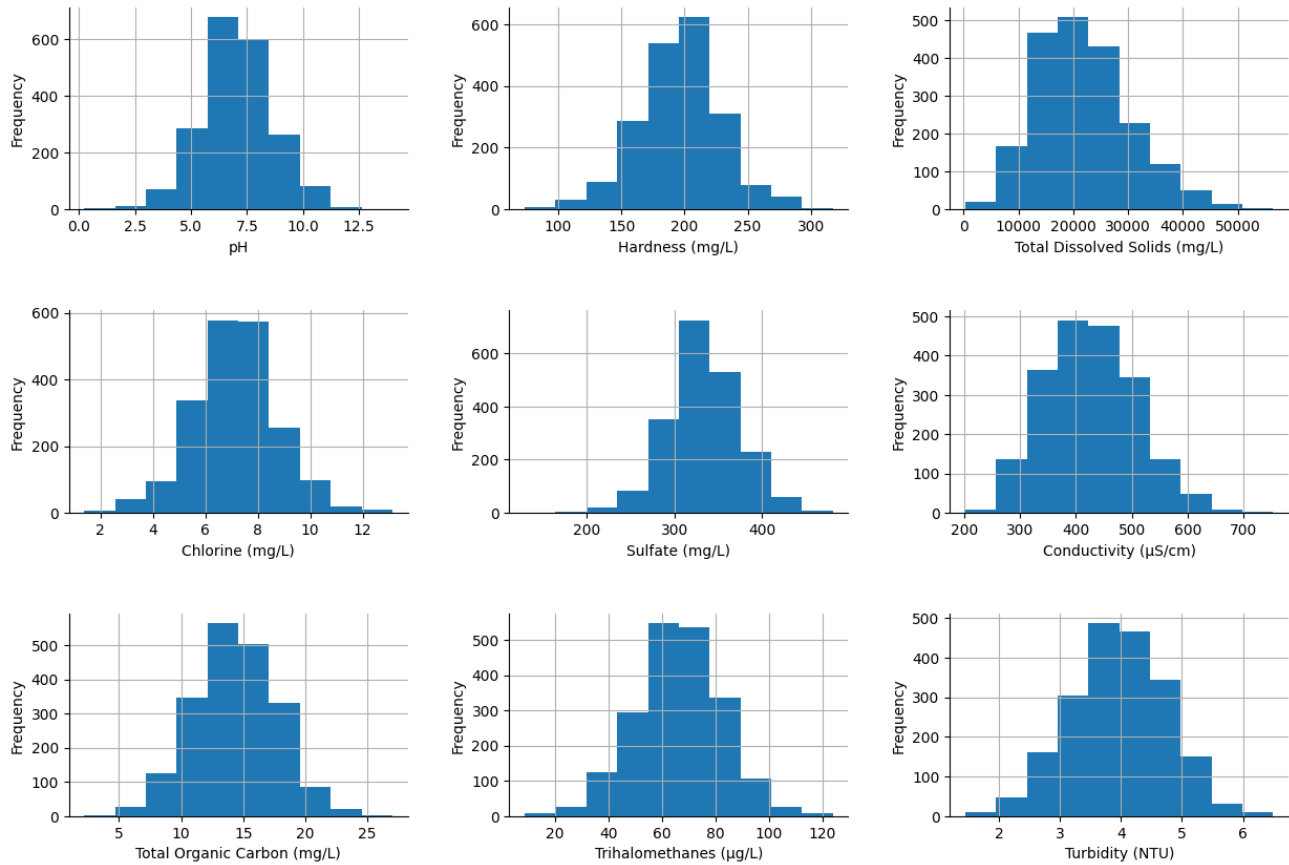 600
400
200
0
Frequency
0.0 2.5 5.0 7.5 10.0 12.5
pH
600
400
200
0
Frequency
100 150 200 250 300
Hardness (mg/L)
500
400
300
200
100
0
Frequency
0 10000 20000 30000 40000 50000
Total Dissolved Solids (mg/L)
600
400
200
0
Frequency
2 4 6 8 10 12
Chlorine (mg/L)
600
400
200
0
Frequency
200 300 400
Sulfate (mg/L)
500
400
300
200
100
0
Frequency
200 300 400 500 600 700
Conductivity (μS/cm)
500
400
300
200
100
0
Frequency
5 10 15 20 25
Total Organic Carbon (mg/L)
500
400
300
200
100
0
Frequency
20 40 60 80 100 120
Trihalomethanes (μg/L)
500
400
300
200
100
0
Frequency
2 3 4 5 6
Turbidity (NTU)